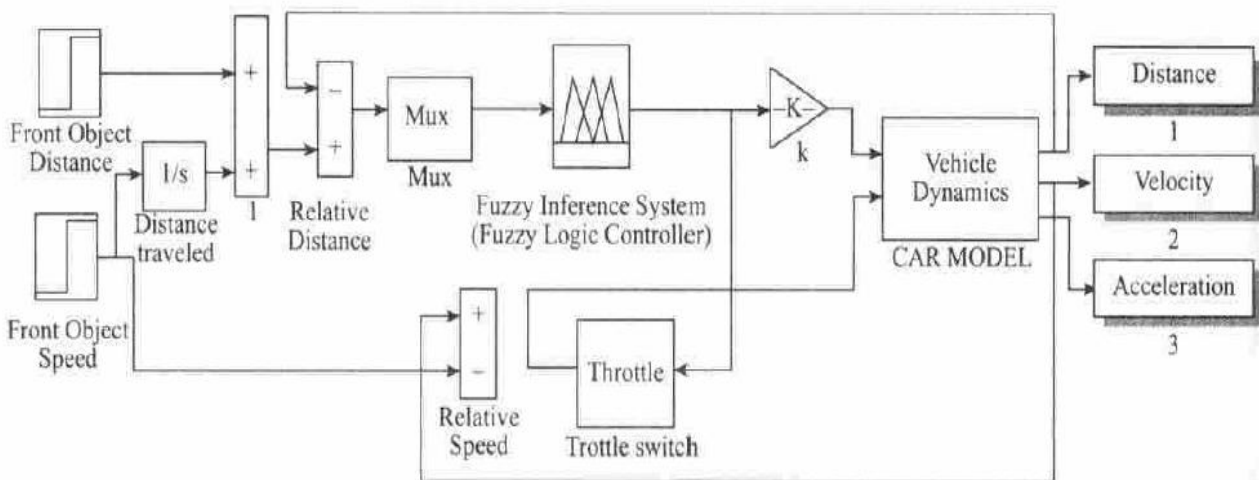 Front Object
Distance
1/s
Distance
traveled
Front Object
Speed
+
+
1
−
+
Relative
Distance
Mux
Mux
Fuzzy Inference System
(Fuzzy Logic Controller)
–K–
k
Vehicle
Dynamics
CAR MODEL
Distance
1
Velocity
2
Acceleration
3
+
−
Relative
Speed
Throttle
Trottle switch